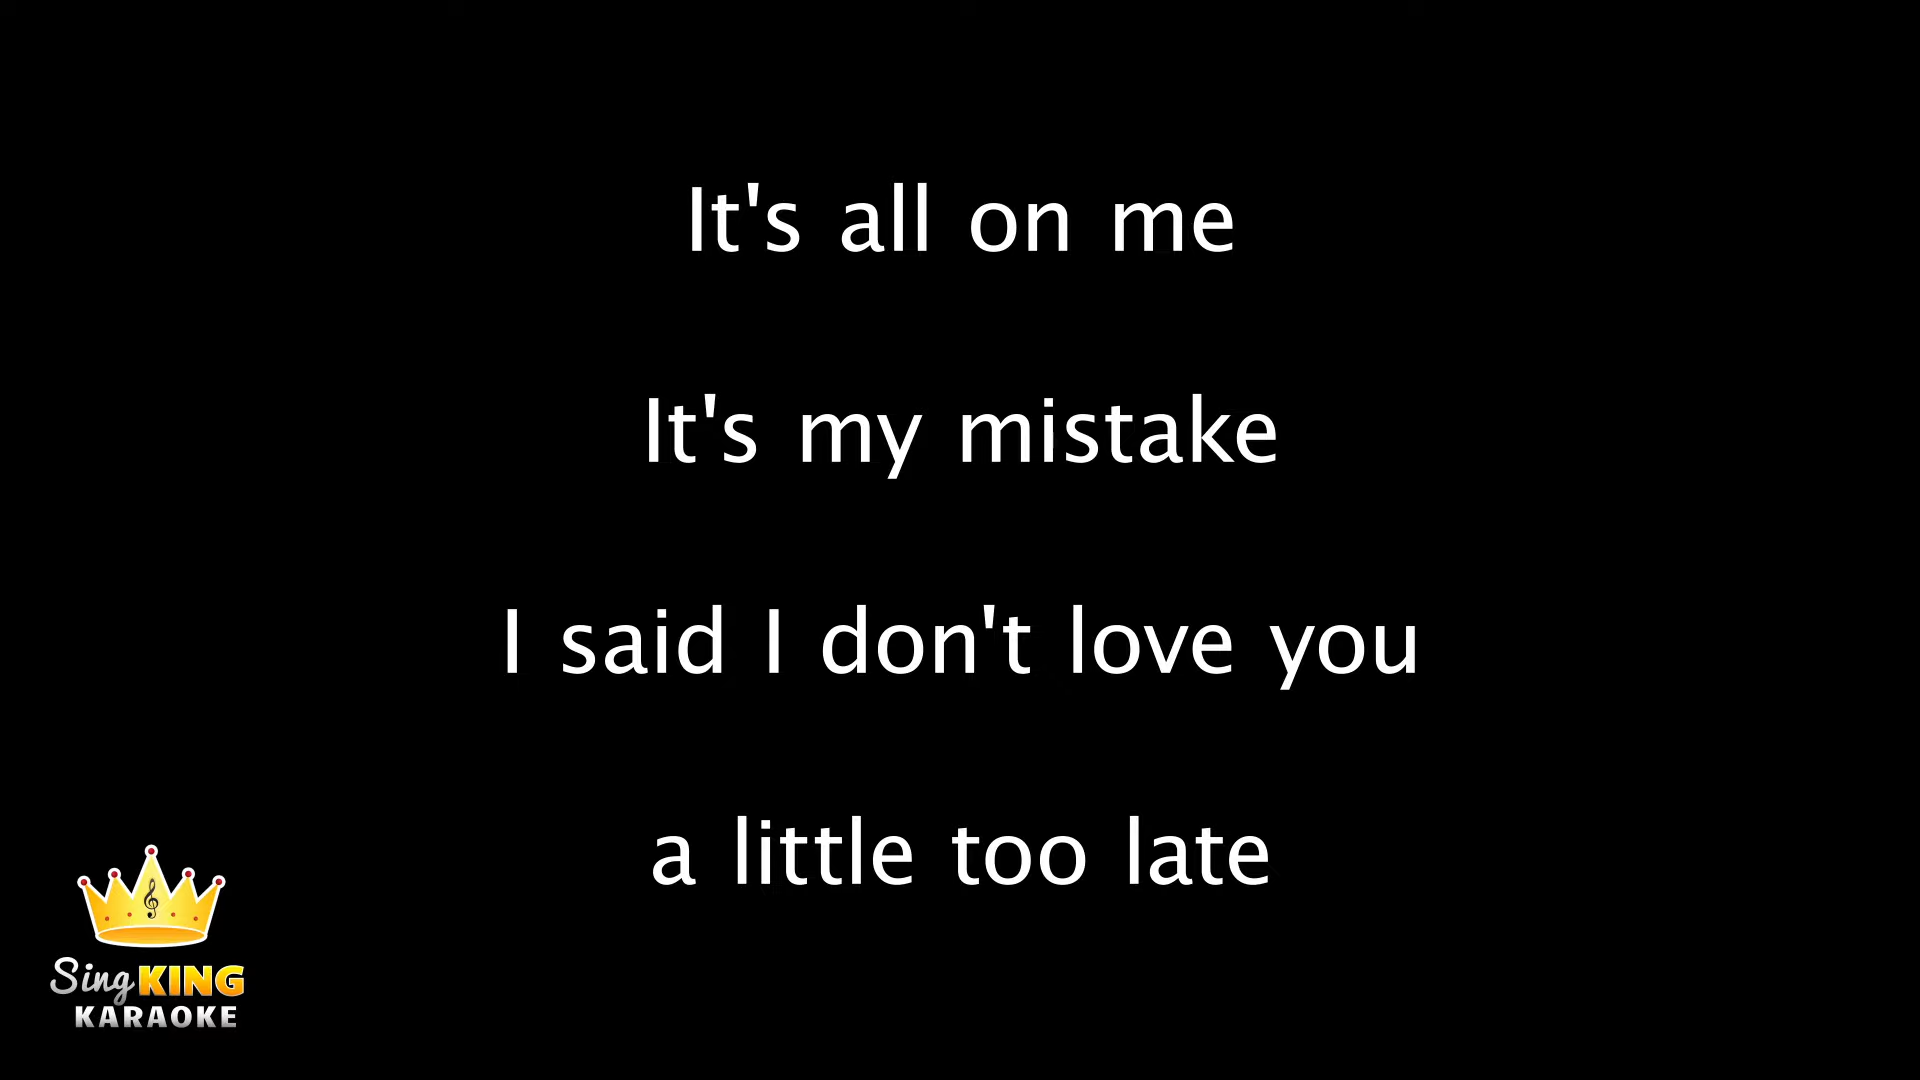 It's all on me
It's my mistake
I said I don't love you
a little too late
Sing KING
KARAOKE